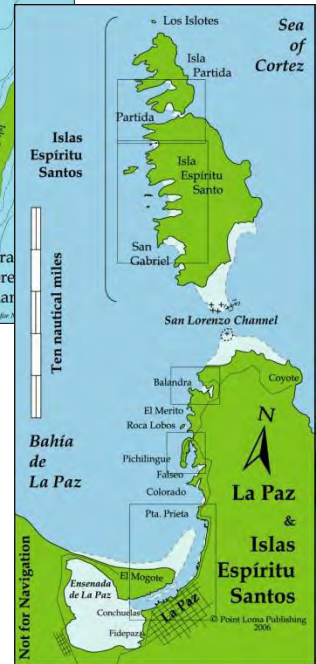 Los Islotes
Sea
of
Cortez
Isla
Partida
Partida
Islas
Espíritu
Santos
Isla
Espíritu
Santo
San
Gabriel
Ten nautical miles
San Lorenzo Channel
Balandra
Coyote
El Merito
Roca Lobos
Pichilingue
Falseo
Colorado
Pta. Prieta
Bahía
de
La Paz
N
La Paz
&
Islas
Espíritu
Santos
Ensenada
de La Paz
El Mogote
Conchuelas
Fidepaz
La Paz
© Point Loma Publishing
2006
Not for Navigation